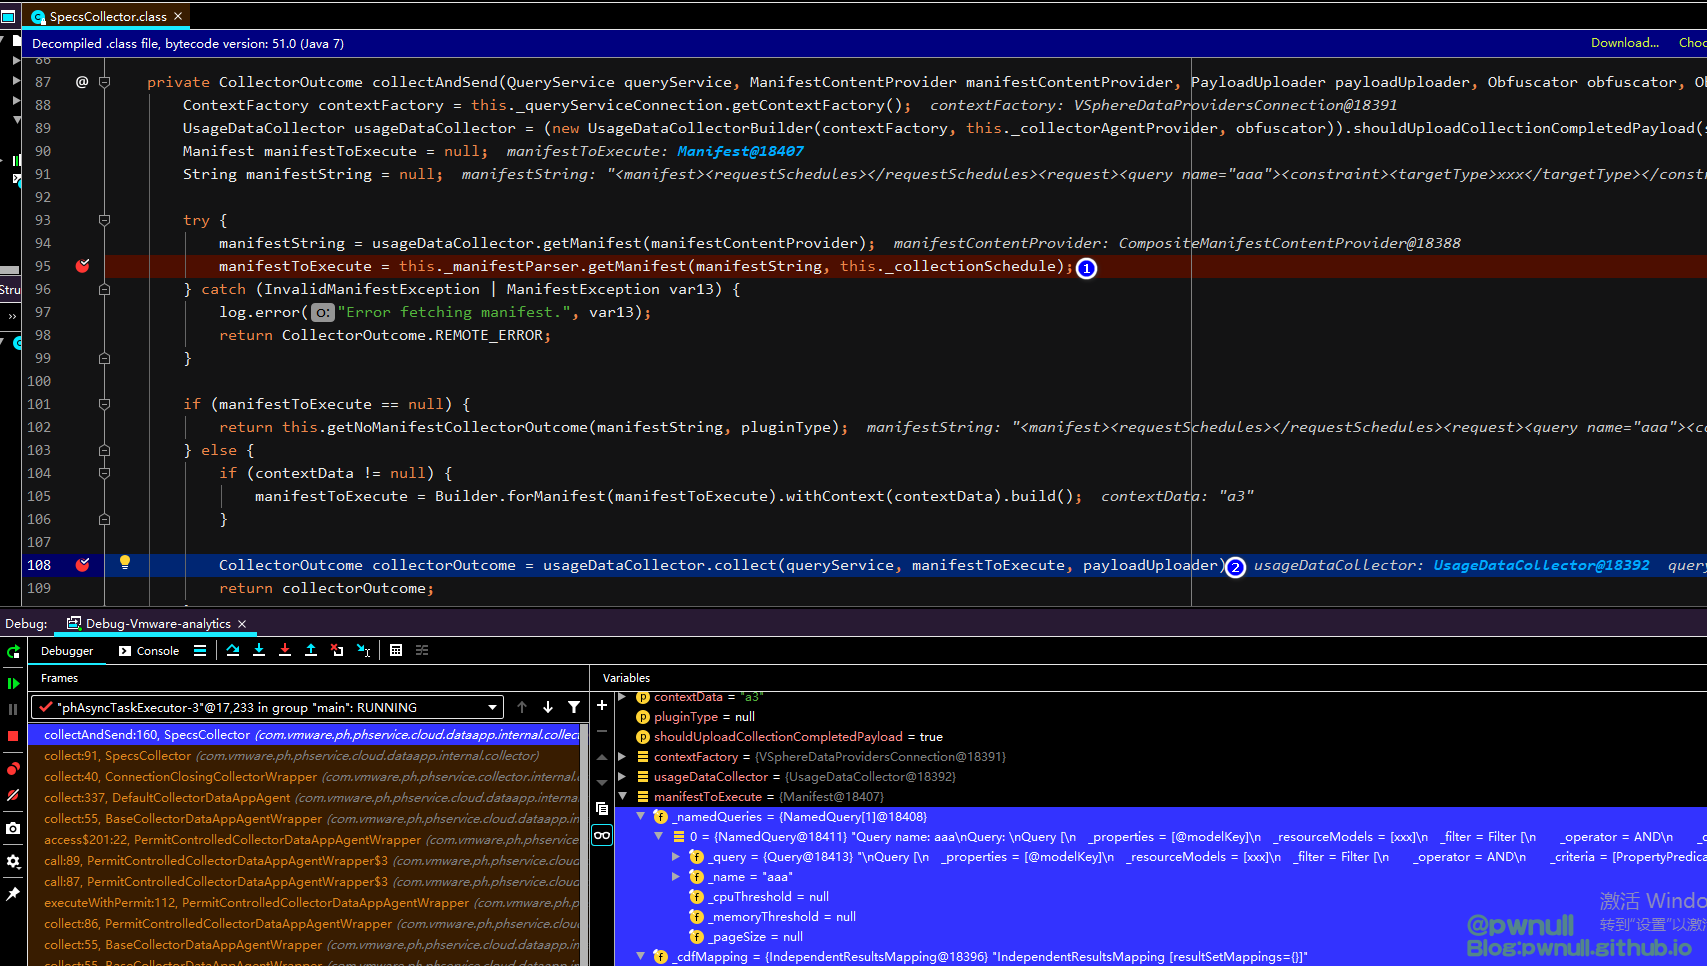 SpecsCollector.class ×
Decompiled .class file, bytecode version: 51.0 (Java 7) Download...
86
87 @ private CollectorOutcome collectAndSend(QueryService queryService, ManifestContentProvider manifestContentProvider, PayloadUploader payloadUploader, Obfuscator obfuscator,
88 ContextFactory contextFactory = this._queryServiceConnection.getContextFactory(); contextFactory: VSphereDataProvidersConnection@18391
89 UsageDataCollector usageDataCollector = (new UsageDataCollectorBuilder(contextFactory, this._collectorAgentProvider, obfuscator)).shouldUploadCollectionCompletedPayload(
90 Manifest manifestToExecute = null; manifestToExecute: Manifest@18407
91 String manifestString = null; manifestString: "<manifest><requestSchedules></requestSchedules><request><query name="aaa"><constraint><targetType>xxx</targetType></constr
92
93 try {
94 manifestString = usageDataCollector.getManifest(manifestContentProvider); manifestContentProvider: CompositeManifestContentProvider@18388
95 manifestToExecute = this._manifestParser.getManifest(manifestString, this._collectionSchedule); 1
96 } catch (InvalidManifestException | ManifestException var13) {
97 log.error( o: "Error fetching manifest.", var13);
98 return CollectorOutcome.REMOTE_ERROR;
99 }
100
101 if (manifestToExecute == null) {
102 return this.getNoManifestCollectorOutcome(manifestString, pluginType); manifestString: "<manifest><requestSchedules></requestSchedules><request><query name="aaa"><co
103 } else {
104 if (contextData != null) {
105 manifestToExecute = Builder.forManifest(manifestToExecute).withContext(contextData).build(); contextData: "a3"
106 }
107
108 CollectorOutcome collectorOutcome = usageDataCollector.collect(queryService, manifestToExecute, payloadUploader) 2 usageDataCollector: UsageDataCollector@18392 query
109 return collectorOutcome;
Stru
Debug: Debug-Vmware-analytics ×
Debugger Console
Frames Variables
"phAsyncTaskExecutor-3"@17,233 in group "main": RUNNING
collectAndSend:160, SpecsCollector (com.vmware.ph.phservice.cloud.dataapp.internal.collect
collect:91, SpecsCollector (com.vmware.ph.phservice.cloud.dataapp.internal.collector)
collect:40, ConnectionClosingCollectorWrapper (com.vmware.ph.phservice.collector.internal.
collect:337, DefaultCollectorDataAppAgent (com.vmware.ph.phservice.cloud.dataapp.interna
collect:55, BaseCollectorDataAppAgentWrapper (com.vmware.ph.phservice.cloud.dataapp.
access$201:22, PermitControlledCollectorDataAppAgentWrapper (com.vmware.ph.phservice.
call:89, PermitControlledCollectorDataAppAgentWrapper$3 (com.vmware.ph.phservice.cloud
call:87, PermitControlledCollectorDataAppAgentWrapper$3 (com.vmware.ph.phservice.cloud
executeWithPermit:112, PermitControlledCollectorDataAppAgentWrapper (com.vmware.ph.
collect:86, PermitControlledCollectorDataAppAgentWrapper (com.vmware.ph.phservice.clou
collect:55, BaseCollectorDataAppAgentWrapper (com.vmware.ph.phservice.cloud.dataapp.
collect:55, BaseCollectorDataAppAgentWrapper (com.vmware.ph.phservice.cloud.dataapp.
contextData = "a3"
pluginType = null
shouldUploadCollectionCompletedPayload = true
contextFactory = {VSphereDataProvidersConnection@18391}
usageDataCollector = {UsageDataCollector@18392}
manifestToExecute = {Manifest@18407}
_namedQueries = {NamedQuery[1]@18408}
0 = {NamedQuery@18411} "Query name: aaa\nQuery: \nQuery [\n _properties = [@modelKey]\n _resourceModels = [xxx]\n _filter = Filter [\n _operator = AND\n
_query = {Query@18413} "\nQuery [\n _properties = [@modelKey]\n _resourceModels = [xxx]\n _filter = Filter [\n _operator = AND\n _criteria = [PropertyPredica
_name = "aaa"
_cpuThreshold = null
_memoryThreshold = null
_pageSize = null
_cdfMapping = {IndependentResultsMapping@18396} "IndependentResultsMapping [resultSetMappings={}]"
激活 Windo
转到"设置"以激
@pwnull
Blog:pwnull.github.io